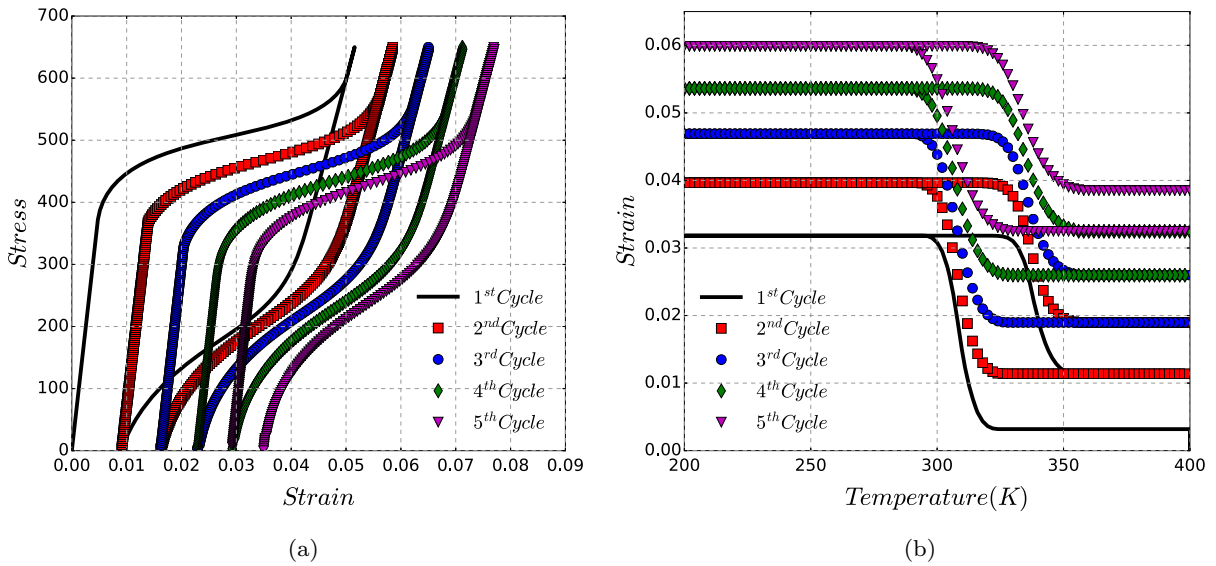 700
600
500
400
300
200
100
0
Stress
0.00 0.01 0.02 0.03 0.04 0.05 0.06 0.07 0.08 0.09
Strain
1st Cycle
2nd Cycle
3rd Cycle
4th Cycle
5th Cycle
(a)
0.06
0.05
0.04
0.03
0.02
0.01
0.00
Strain
200 250 300 350 400
Temperature(K)
1st Cycle
2nd Cycle
3rd Cycle
4th Cycle
5th Cycle
(b)